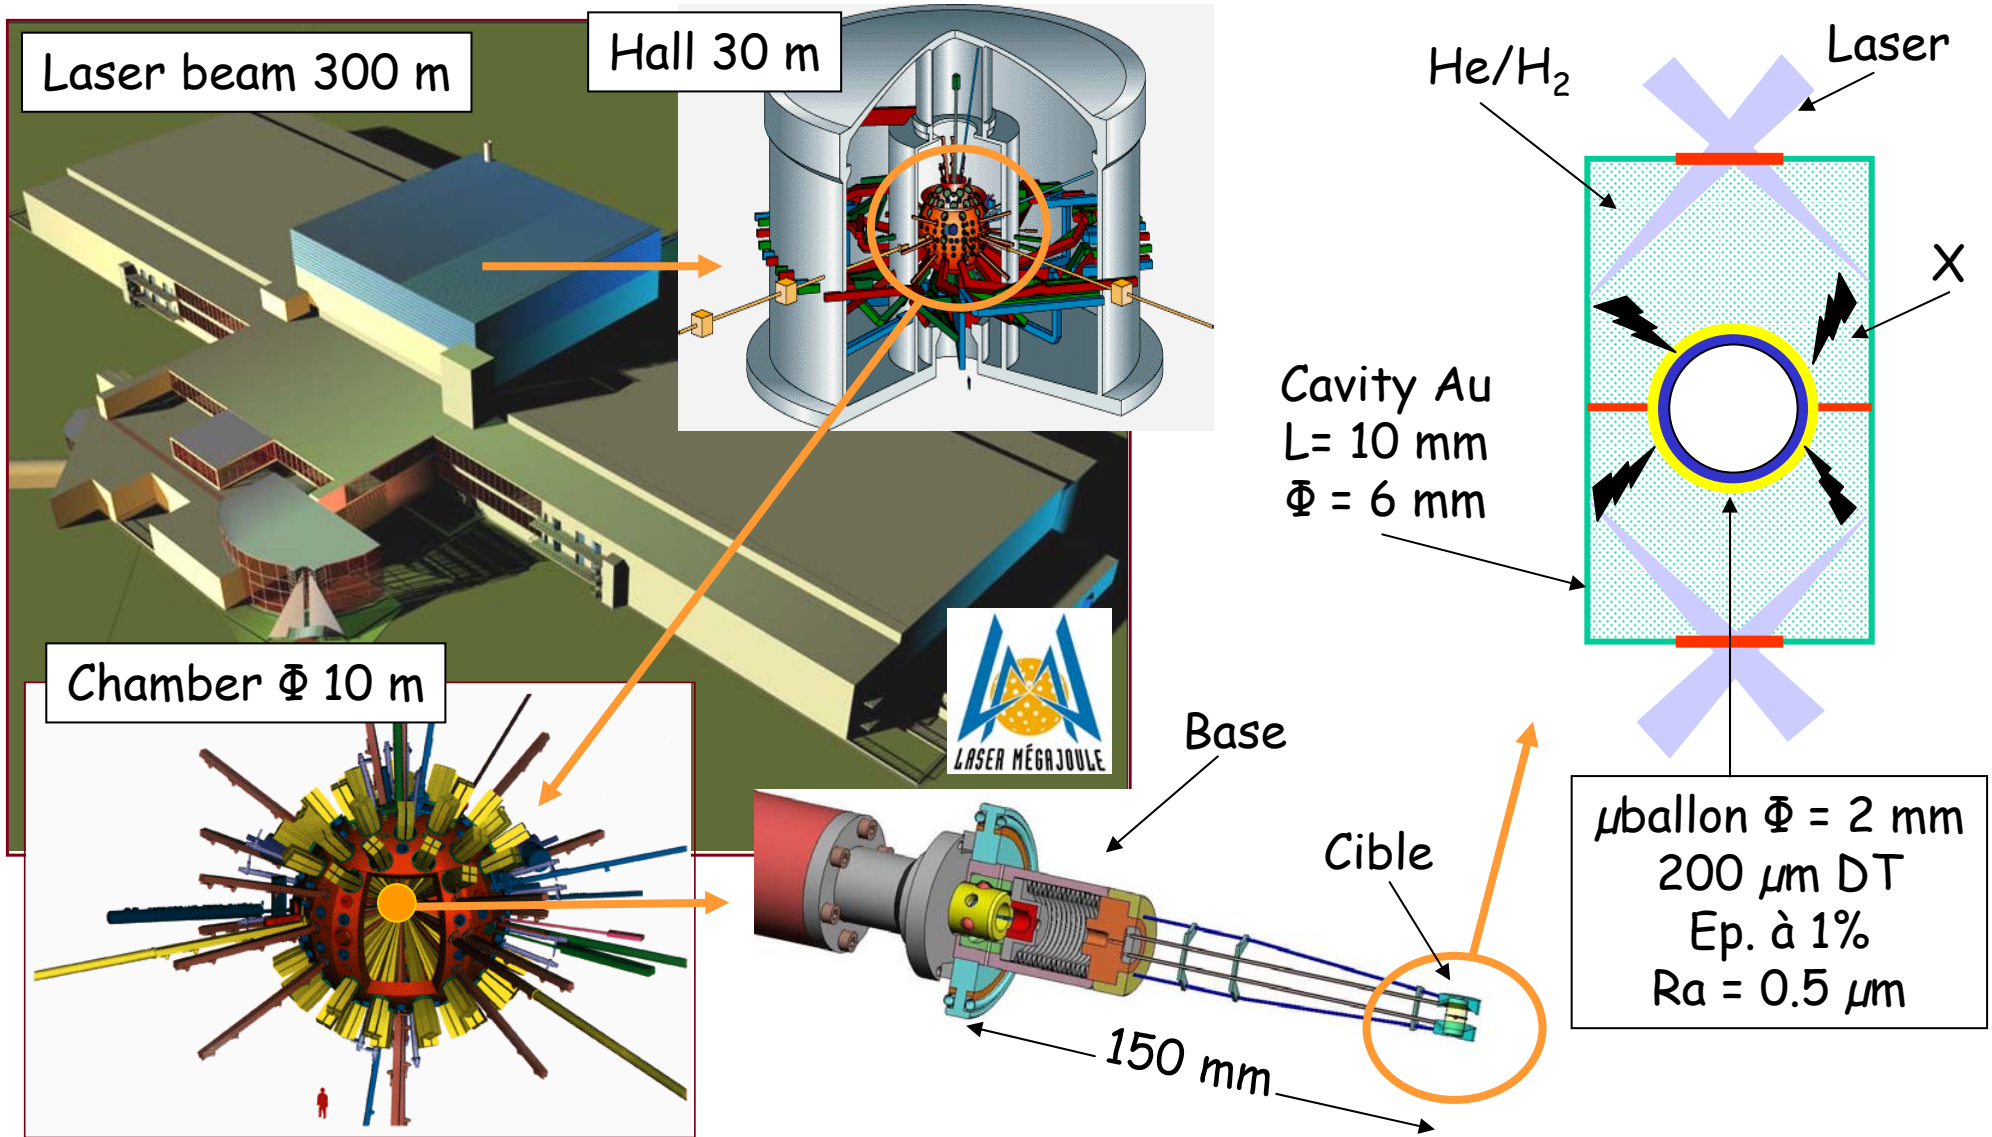 Laser beam 300 m
Hall 30 m
He/H₂
Laser
X
Cavity Au
L= 10 mm
Φ = 6 mm
Chamber Φ 10 m
LASER MÉGAJOULE
Base
Cible
150 mm
μballon Φ = 2 mm
200 μm DT
Ep. à 1%
Ra = 0.5 μm